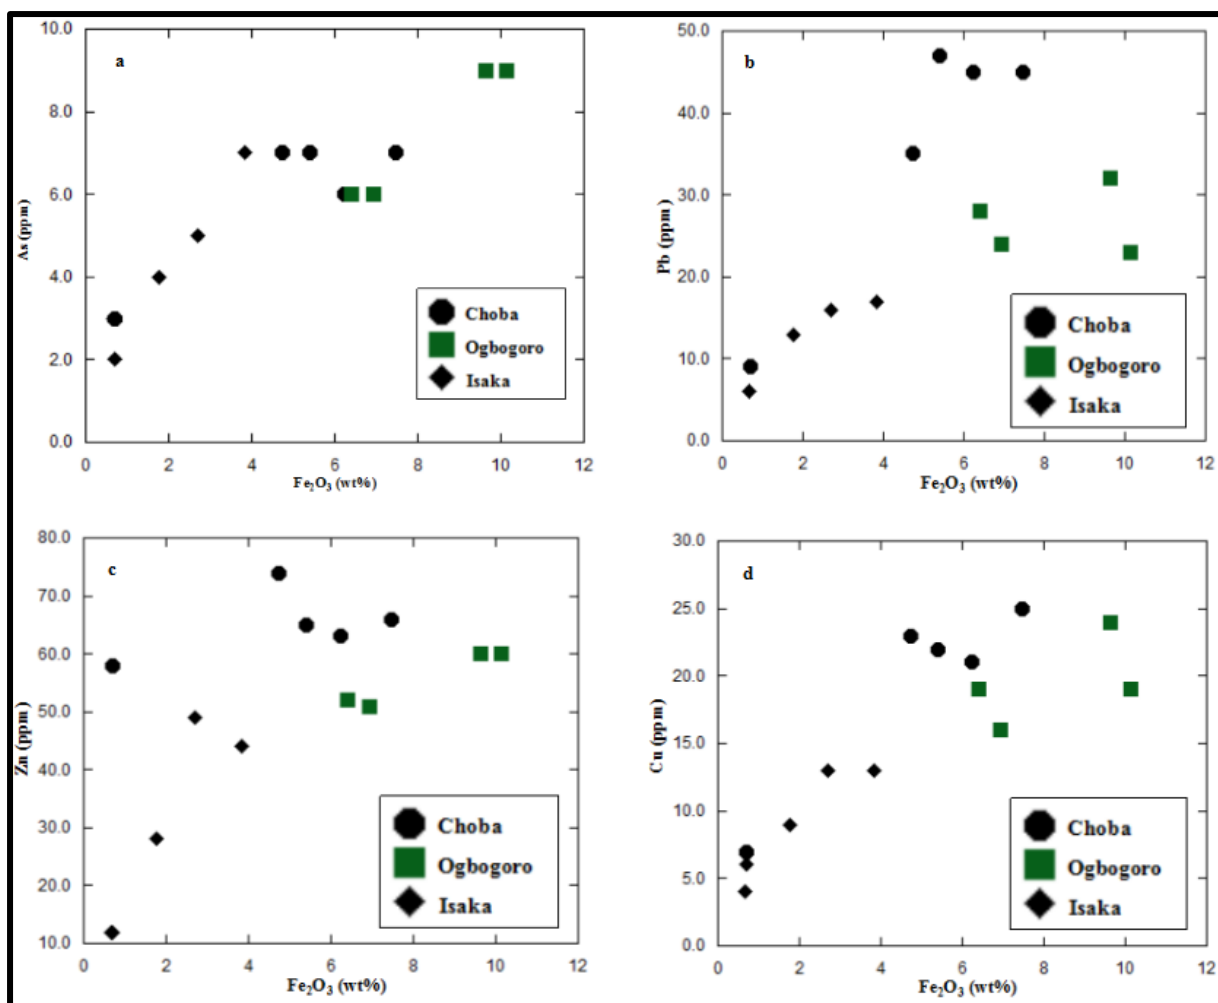 a
10.0
8.0
6.0
4.0
2.0
0.0
As (ppm)
0 2 4 6 8 10 12
Fe₂O₃ (wt%)
Choba
Ogbogoro
Isaka
b
50.0
40.0
30.0
20.0
10.0
0.0
Pb (ppm)
0 2 4 6 8 10 12
Fe₂O₃ (wt%)
Choba
Ogbogoro
Isaka
c
80.0
70.0
60.0
50.0
40.0
30.0
20.0
10.0
Zn (ppm)
0 2 4 6 8 10 12
Fe₂O₃ (wt%)
Choba
Ogbogoro
Isaka
d
30.0
25.0
20.0
15.0
10.0
5.0
0.0
Cu (ppm)
0 2 4 6 8 10 12
Fe₂O₃ (wt%)
Choba
Ogbogoro
Isaka